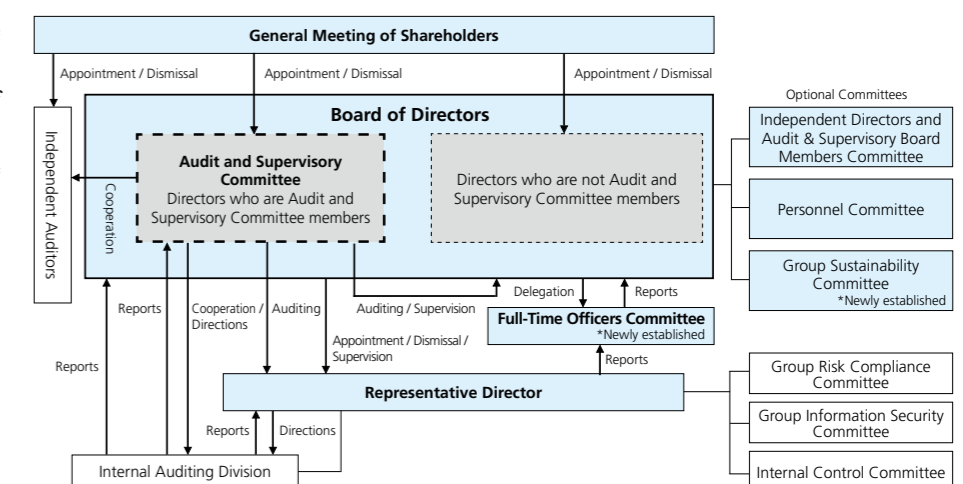 General Meeting of Shareholders
Appointment / Dismissal
Appointment / Dismissal
Appointment / Dismissal
Optional Committees
Board of Directors
Independent Auditors
Cooperation
Audit and Supervisory
Committee
Directors who are Audit and
Supervisory Committee members
Directors who are not Audit and
Supervisory Committee members
Independent Directors and
Audit & Supervisory Board
Members Committee
Personnel Committee
Group Sustainability
Committee
*Newly established
Reports
Reports
Cooperation /
Directions
Auditing
Auditing / Supervision
Appointment / Dismissal /
Supervision
Delegation
Reports
Full-Time Officers Committee
*Newly established
Reports
Representative Director
Group Risk Compliance
Committee
Group Information Security
Committee
Internal Control Committee
Reports
Directions
Internal Auditing Division